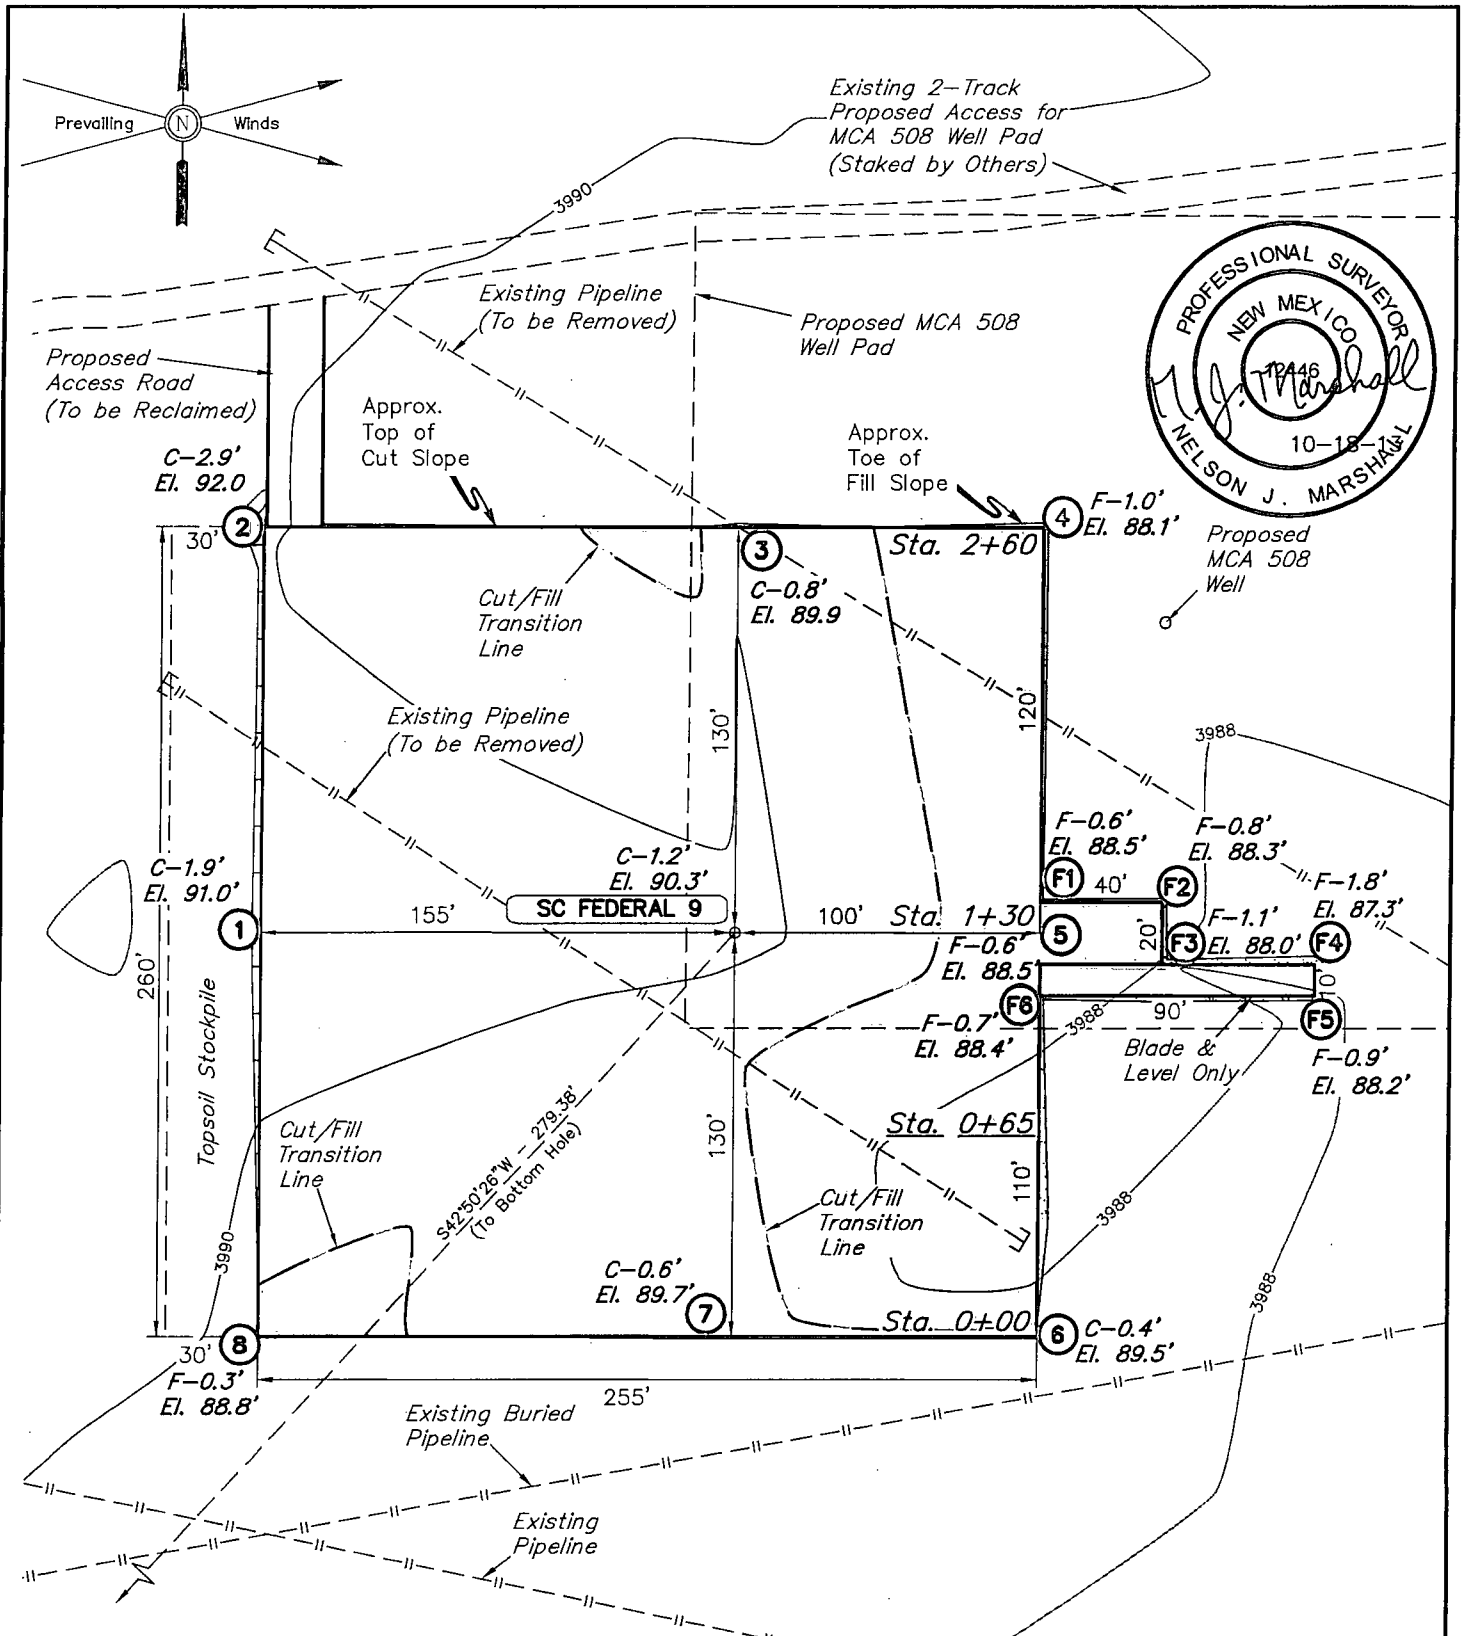 Existing 2-Track
Proposed Access for
MCA 508 Well Pad
(Staked by Others)
Prevailing
N
Winds
3990
PROFESSIONAL SURVEYOR
NEW MEXICO
12446
N. J. Marshall
NELSON J. MARSHALL
Existing Pipeline
(To be Removed)
Proposed MCA 508
Well Pad
Proposed
Access Road
(To be Reclaimed)
Approx.
Top of
Cut Slope
Approx.
Toe of
Fill Slope
C-2.9'
El. 92.0
2
30'
3
C-0.8'
El. 89.9
Sta. 2+60
4
F-1.0'
El. 88.1'
Proposed
MCA 508
Well
Cut/Fill
Transition
Line
Existing Pipeline
(To be Removed)
130'
120'
3988
F-0.6'
El. 88.5'
F1
40'
F-0.8'
El. 88.3'
F2
F-1.8'
El. 87.3'
F4
C-1.9'
El. 91.0'
1
C-1.2'
El. 90.3'
SC FEDERAL 9
155'
100'
Sta. 1+30
5
F-0.6'
El. 88.5'
20'
F3
F-1.1'
El. 88.0'
10'
260'
Topsoil Stockpile
F6
F-0.7'
El. 88.4'
3988
90'
F5
F-0.9'
El. 88.2'
Blade &
Level Only
S42°50'26"W - 279.38'
(To Bottom Hole)
130'
Sta. 0+65
110'
Cut/Fill
Transition
Line
Cut/Fill
Transition
Line
3988
3990
3988
C-0.6'
El. 89.7'
7
Sta. 0+00
6
C-0.4'
El. 89.5'
8
30'
F-0.3'
El. 88.8'
255'
Existing Buried
Pipeline
Existing
Pipeline